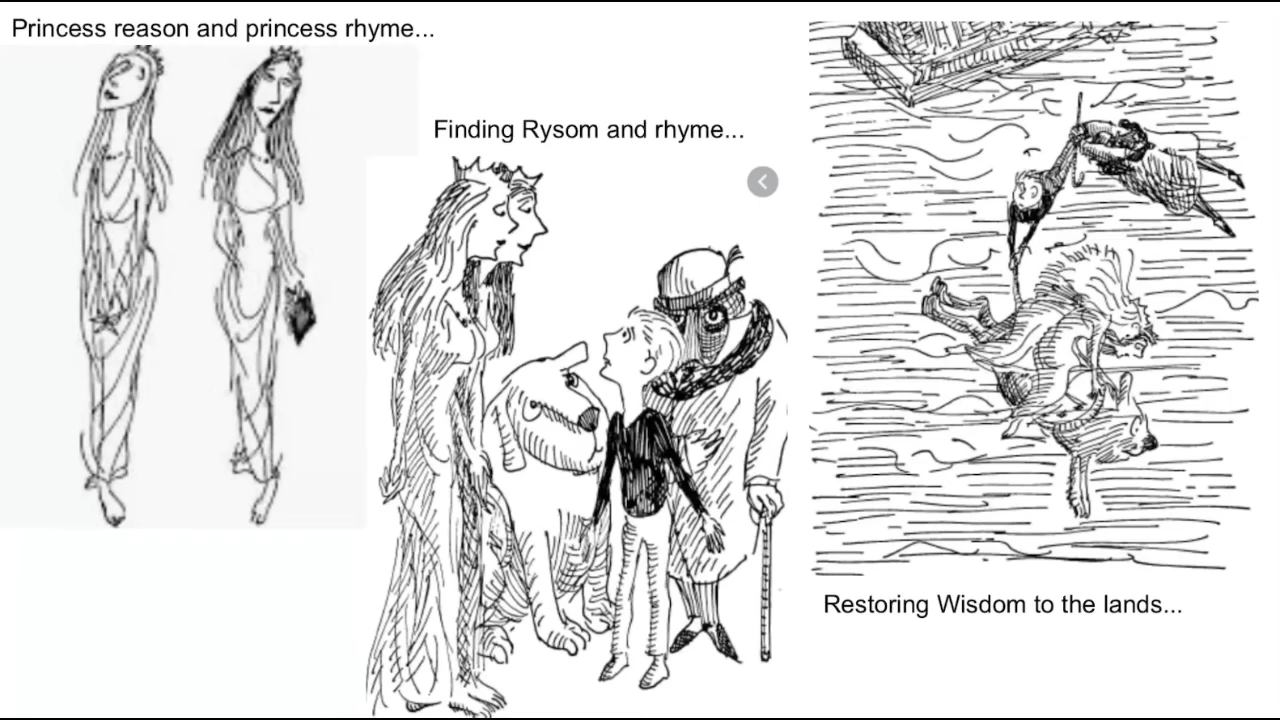 Princess reason and princess rhyme...
Finding Rysom and rhyme...
Restoring Wisdom to the lands...